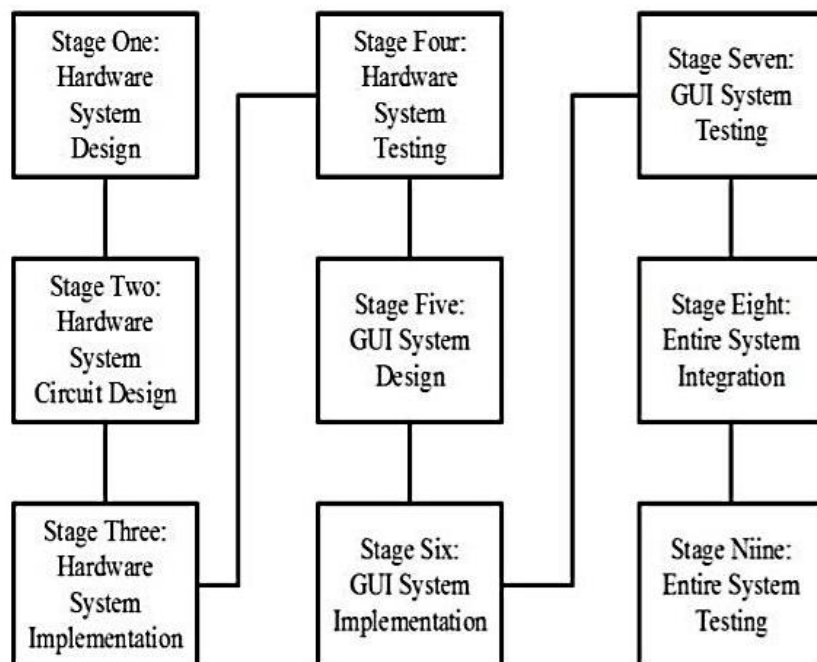 Stage One:
Hardware
System
Design
Stage Two:
Hardware
System
Circuit Design
Stage Three:
Hardware
System
Implementation
Stage Four:
Hardware
System
Testing
Stage Five:
GUI System
Design
Stage Six:
GUI System
Implementation
Stage Seven:
GUI System
Testing
Stage Eight:
Entire System
Integration
Stage Niine:
Entire System
Testing